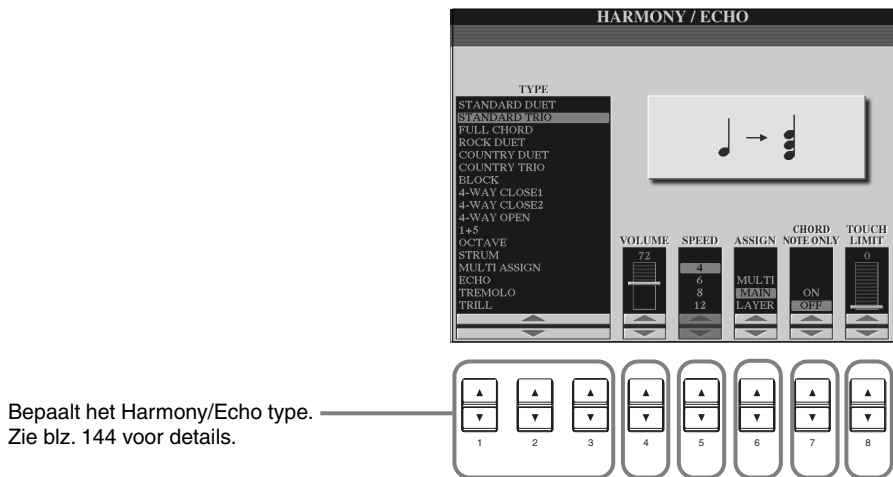 HARMONY / ECHO
TYPE
STANDARD DUET
STANDARD TRIO
FULL CHORD
ROCK DUET
COUNTRY DUET
COUNTRY TRIO
BLOCK
4-WAY CLOSE1
4-WAY CLOSE2
4-WAY OPEN
1+5
OCTAVE
STRUM
MULTI ASSIGN
ECHO
TREMOLO
TRILL
VOLUME
72
SPEED
4
6
8
12
ASSIGN
MULTI
MAIN
LAYER
CHORD
NOTE ONLY
ON
OFF
TOUCH
LIMIT
0
1 2 3 4 5 6 7 8
Bepaalt het Harmony/Echo type.
Zie blz. 144 voor details.